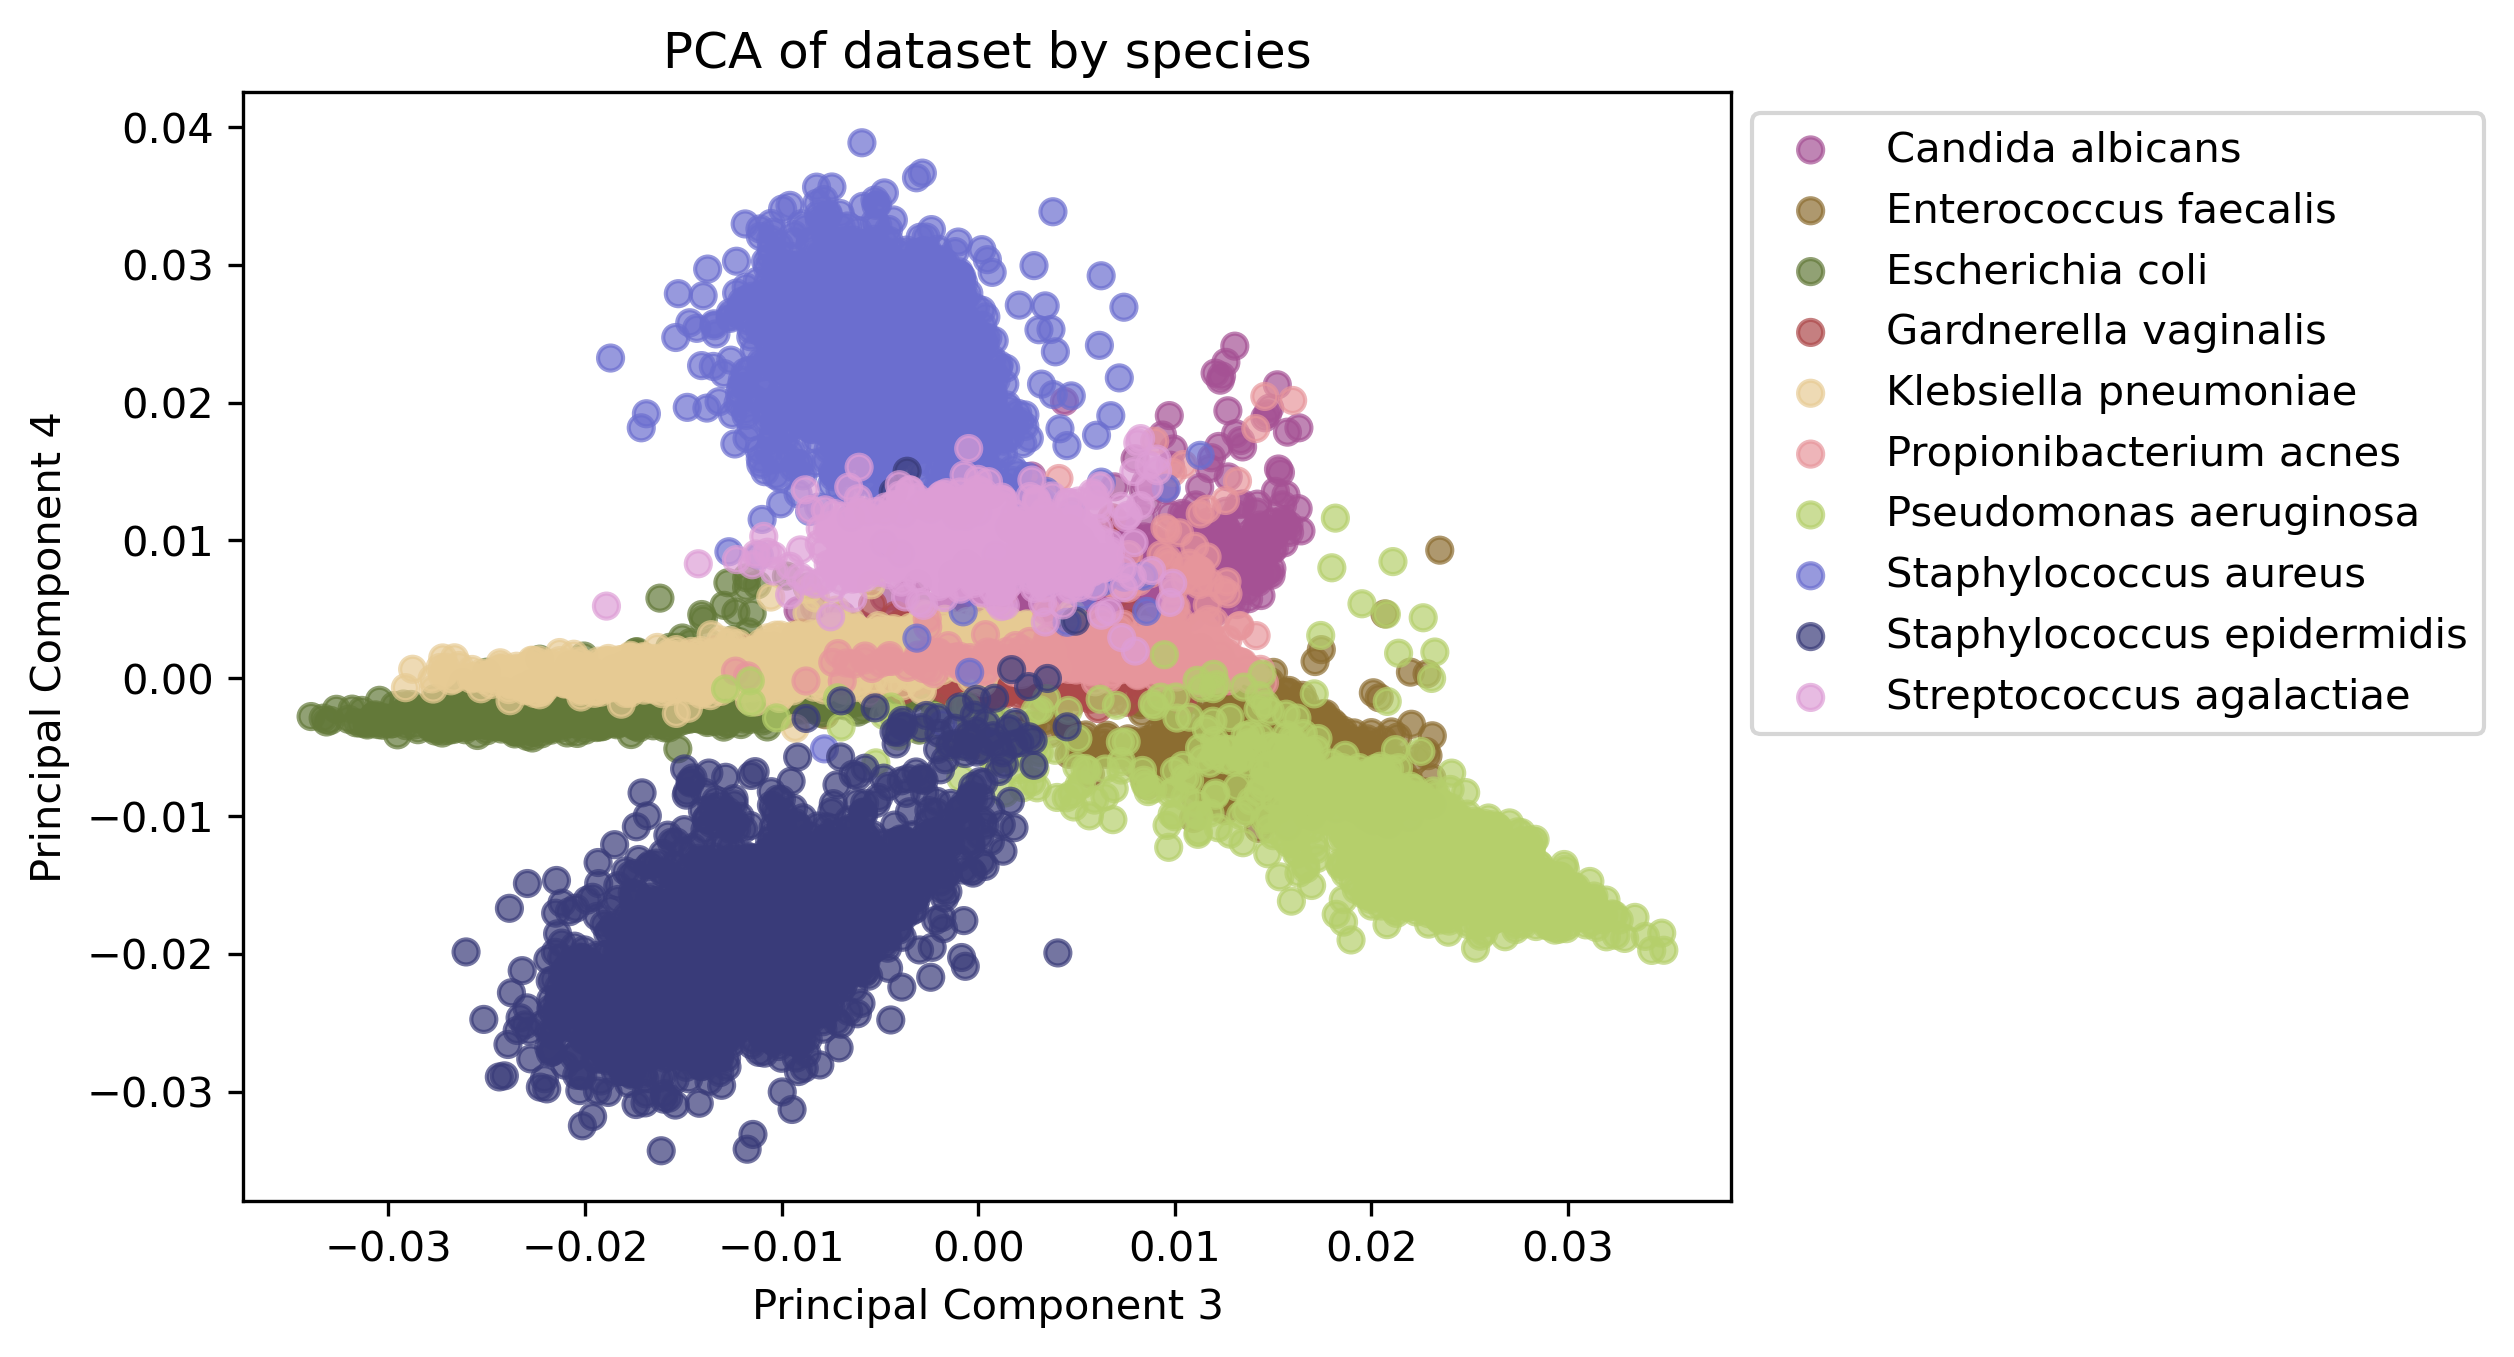 PCA of dataset by species
0.04
0.03
0.02
0.01
0.00
−0.01
−0.02
−0.03
Principal Component 4
−0.03
−0.02
−0.01
0.00
0.01
0.02
0.03
Principal Component 3
Candida albicans
Enterococcus faecalis
Escherichia coli
Gardnerella vaginalis
Klebsiella pneumoniae
Propionibacterium acnes
Pseudomonas aeruginosa
Staphylococcus aureus
Staphylococcus epidermidis
Streptococcus agalactiae